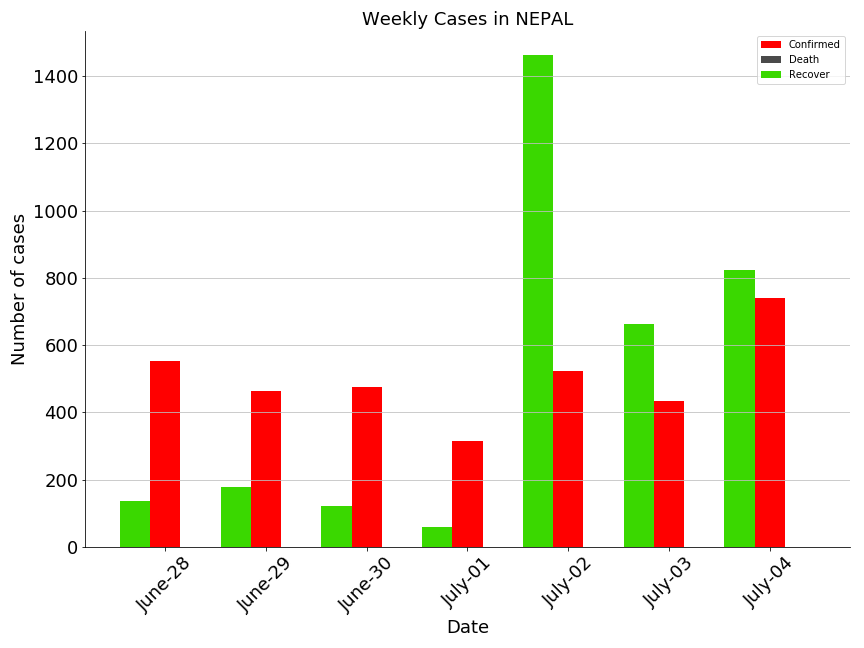 Weekly Cases in NEPAL
Confirmed
Death
Recover
1400
1200
1000
800
600
400
200
0
Number of cases
June-28
June-29
June-30
July-01
July-02
July-03
July-04
Date